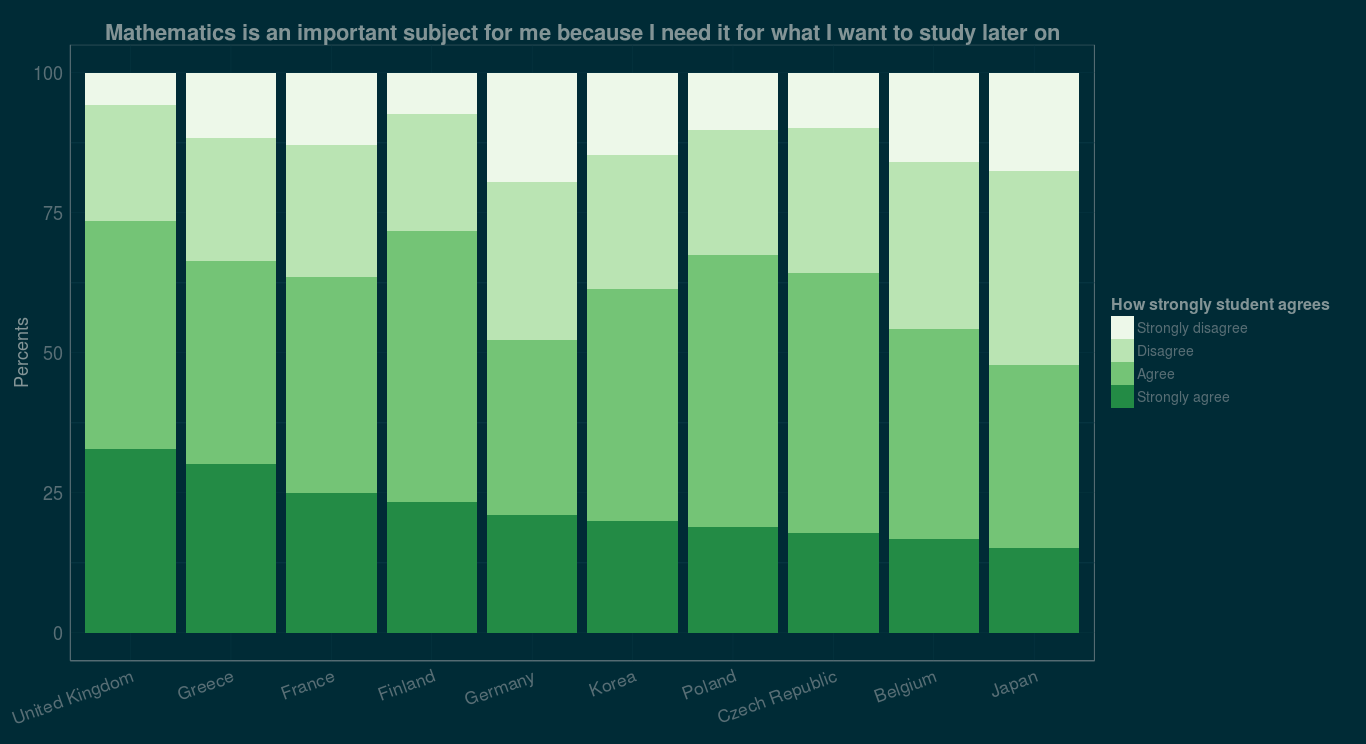 Mathematics is an important subject for me because I need it for what I want to study later on
100
75
50
25
0
Percents
United Kingdom
Greece
France
Finland
Germany
Korea
Poland
Czech Republic
Belgium
Japan
How strongly student agrees
Strongly disagree
Disagree
Agree
Strongly agree